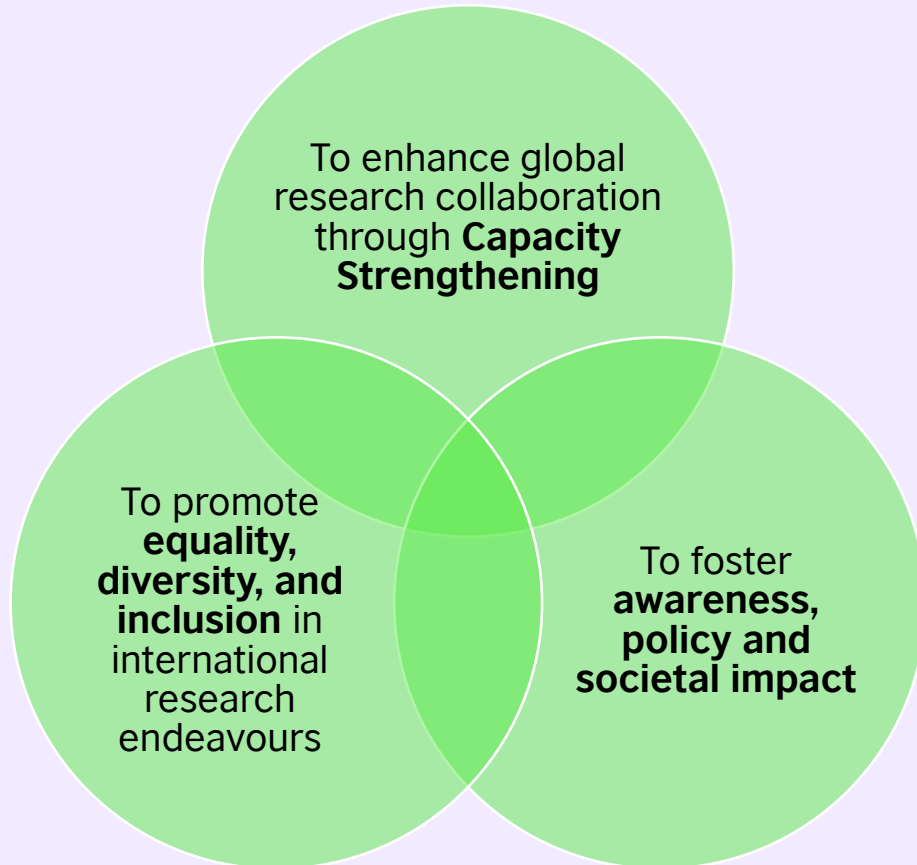 To enhance global
research collaboration
through Capacity
Strengthening
To promote
equality,
diversity, and
inclusion in
international
research
endeavours
To foster
awareness,
policy and
societal impact